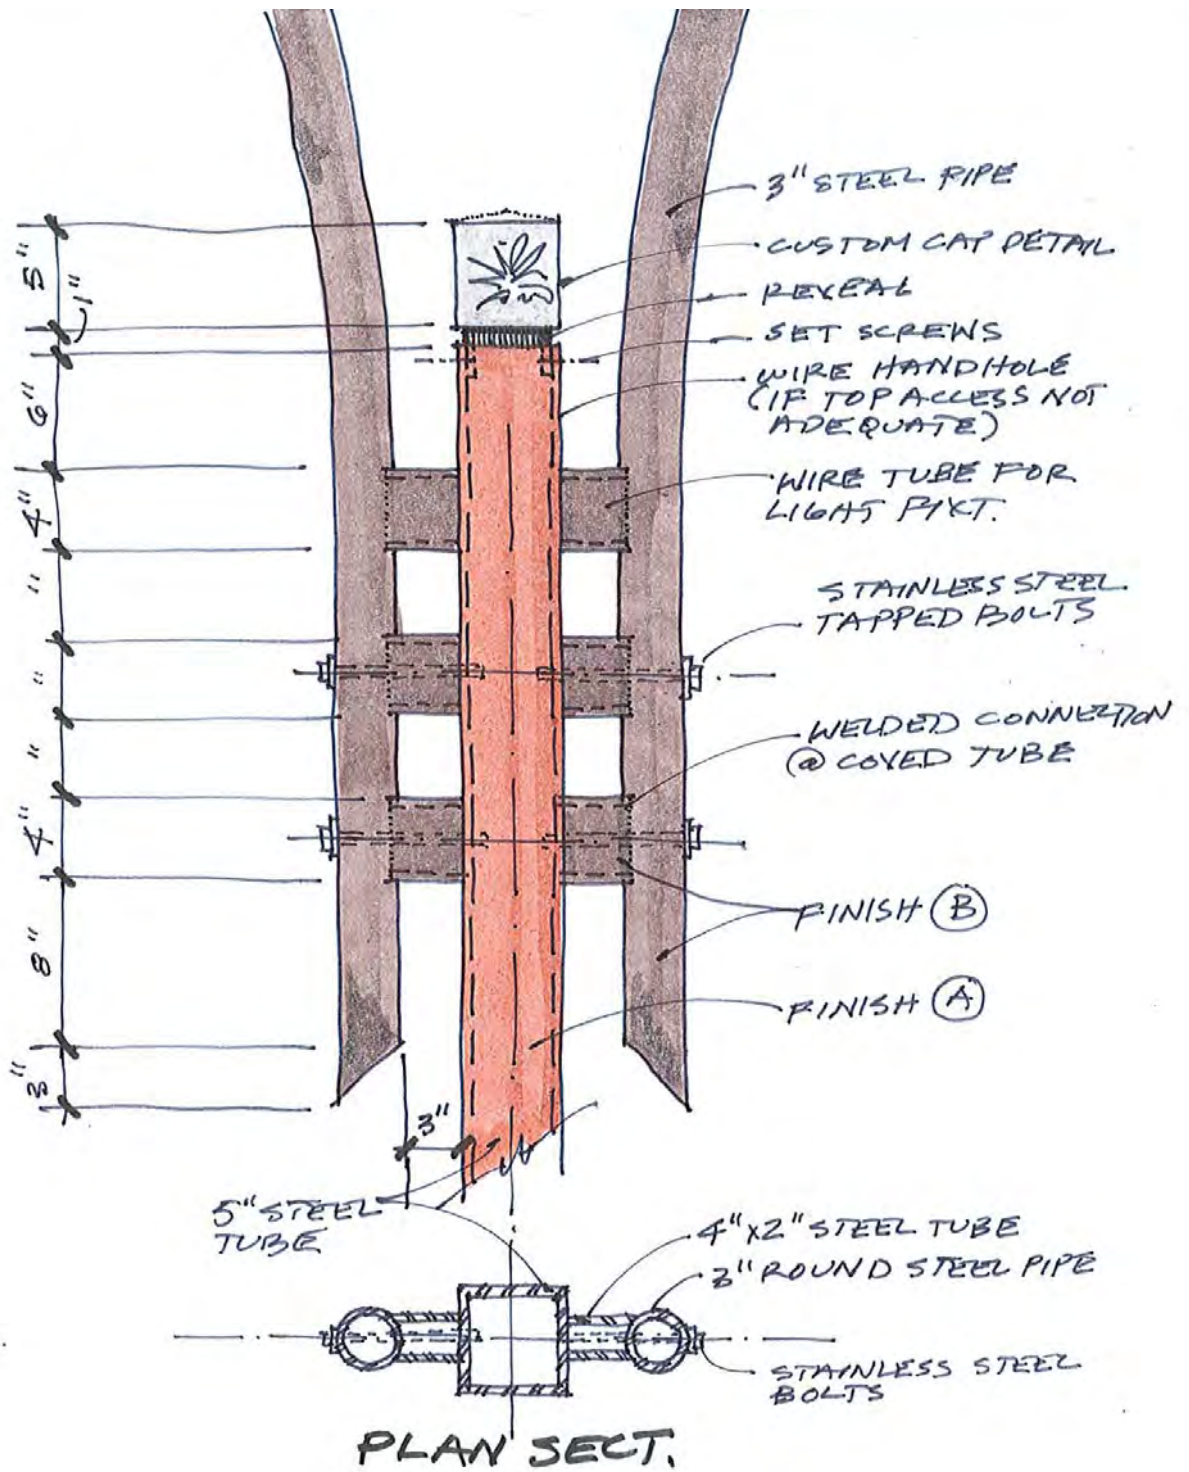 3" STEEL PIPE
CUSTOM CAP DETAIL
REVEAL
SET SCREWS
WIRE HANDHOLE
(IF TOP ACCESS NOT
ADEQUATE)
WIRE TUBE FOR
LIGHT FIXT.
STAINLESS STEEL
TAPPED BOLTS
WELDED CONNECTION
@ COVED TUBE
FINISH B
FINISH A
5"
1"
6"
4"
"
"
"
4"
8"
3"
3"
5" STEEL
TUBE
4"X2" STEEL TUBE
3" ROUND STEEL PIPE
STAINLESS STEEL
BOLTS
PLAN SECT.